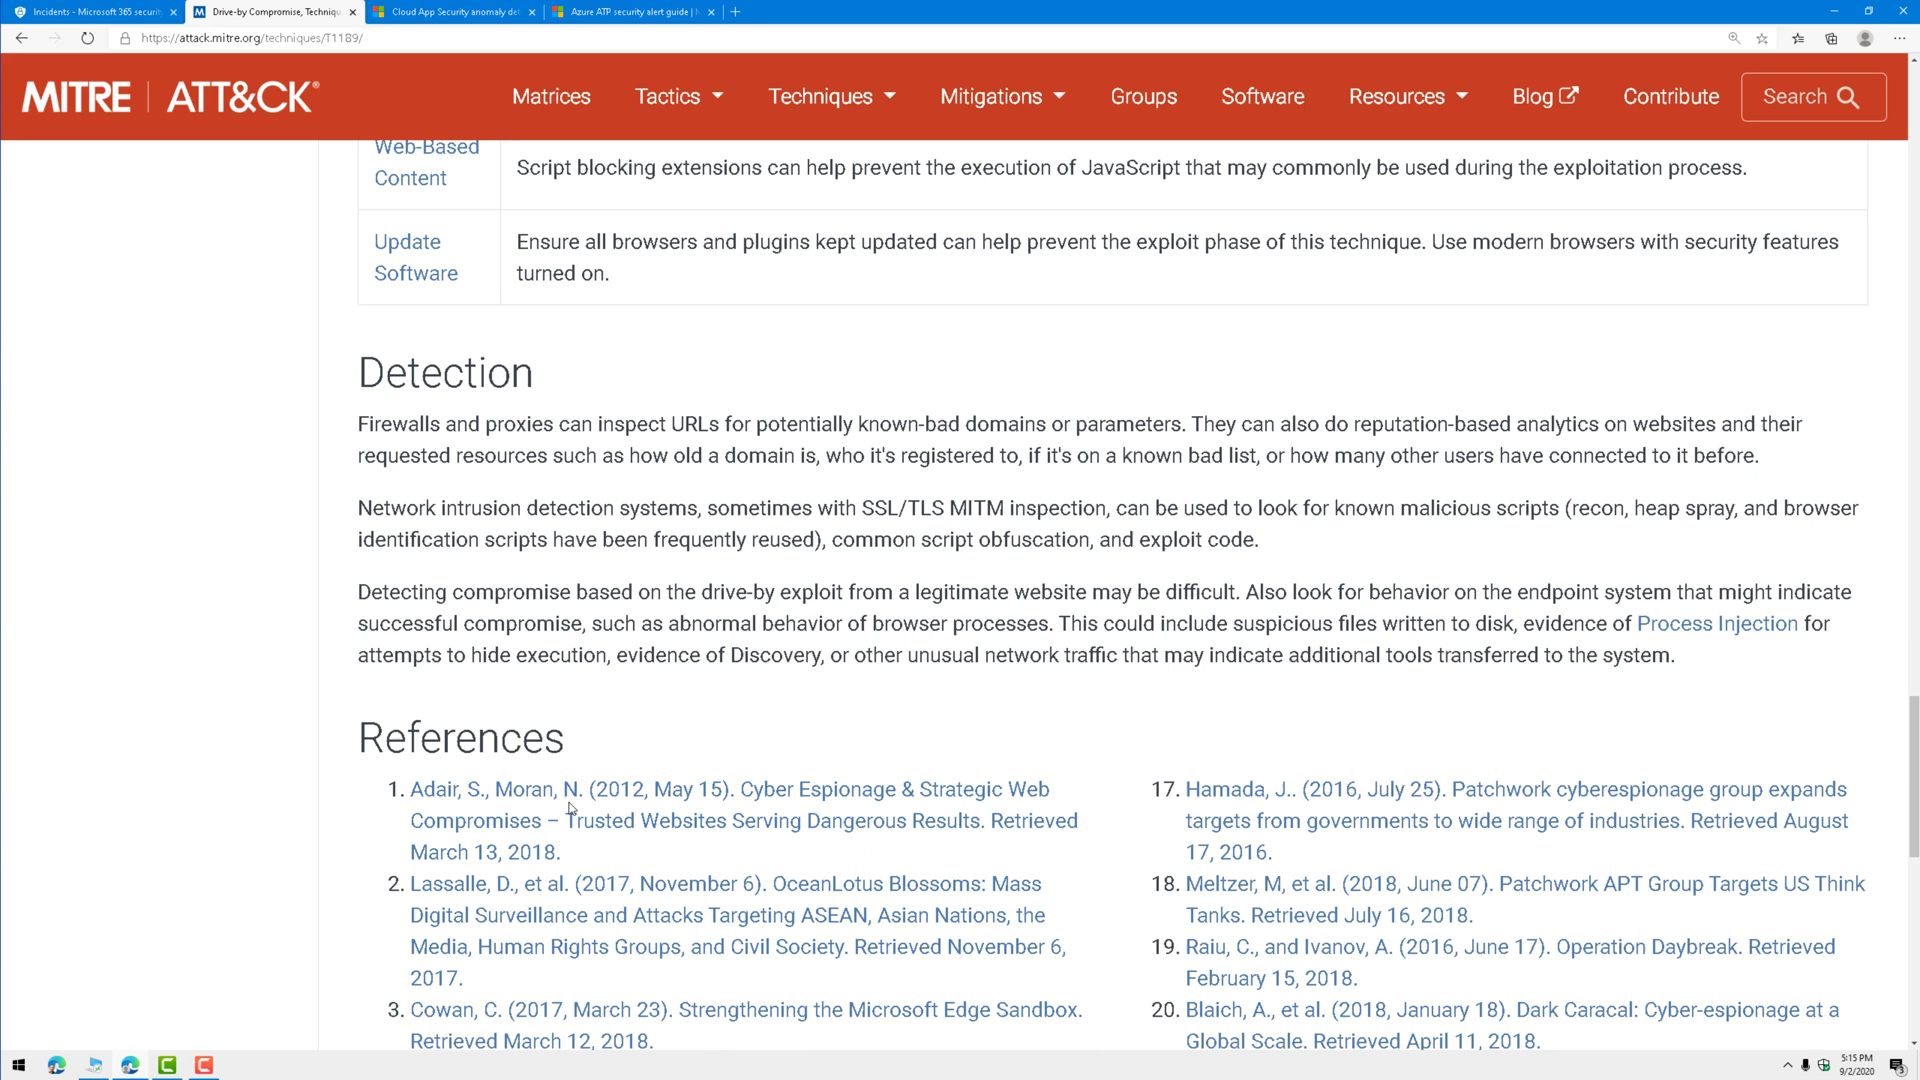 Incidents - Microsoft 365 securit
Drive-by Compromise, Techniqu
Cloud App Security anomaly de
Azure ATP security alert guide |
https://attack.mitre.org/techniques/T1189/
MITRE | ATT&CK®
Matrices
Tactics
Techniques
Mitigations
Groups
Software
Resources
Blog
Contribute
Search
Web-Based
Content
Script blocking extensions can help prevent the execution of JavaScript that may commonly be used during the exploitation process.
Update
Software
Ensure all browsers and plugins kept updated can help prevent the exploit phase of this technique. Use modern browsers with security features
turned on.
Detection
Firewalls and proxies can inspect URLs for potentially known-bad domains or parameters. They can also do reputation-based analytics on websites and their
requested resources such as how old a domain is, who it's registered to, if it's on a known bad list, or how many other users have connected to it before.
Network intrusion detection systems, sometimes with SSL/TLS MITM inspection, can be used to look for known malicious scripts (recon, heap spray, and browser
identification scripts have been frequently reused), common script obfuscation, and exploit code.
Detecting compromise based on the drive-by exploit from a legitimate website may be difficult. Also look for behavior on the endpoint system that might indicate
successful compromise, such as abnormal behavior of browser processes. This could include suspicious files written to disk, evidence of Process Injection for
attempts to hide execution, evidence of Discovery, or other unusual network traffic that may indicate additional tools transferred to the system.
References
1. Adair, S., Moran, N. (2012, May 15). Cyber Espionage & Strategic Web
Compromises – Trusted Websites Serving Dangerous Results. Retrieved
March 13, 2018.
2. Lassalle, D., et al. (2017, November 6). OceanLotus Blossoms: Mass
Digital Surveillance and Attacks Targeting ASEAN, Asian Nations, the
Media, Human Rights Groups, and Civil Society. Retrieved November 6,
2017.
3. Cowan, C. (2017, March 23). Strengthening the Microsoft Edge Sandbox.
Retrieved March 12, 2018.
17. Hamada, J.. (2016, July 25). Patchwork cyberespionage group expands
targets from governments to wide range of industries. Retrieved August
17, 2016.
18. Meltzer, M, et al. (2018, June 07). Patchwork APT Group Targets US Think
Tanks. Retrieved July 16, 2018.
19. Raiu, C., and Ivanov, A. (2016, June 17). Operation Daybreak. Retrieved
February 15, 2018.
20. Blaich, A., et al. (2018, January 18). Dark Caracal: Cyber-espionage at a
Global Scale. Retrieved April 11, 2018.
5:15 PM
9/2/2020